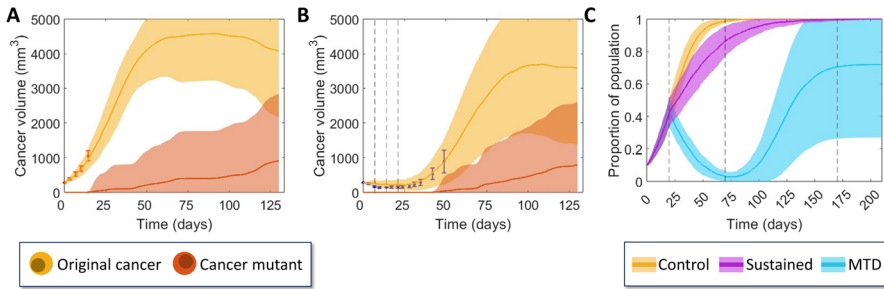 A
B
C
Cancer volume (mm³)
5000
4000
3000
2000
1000
0
0
25
50
75
100
125
Time (days)
Cancer volume (mm³)
5000
4000
3000
2000
1000
0
0
25
50
75
100
125
Time (days)
Proportion of population
1
0.8
0.6
0.4
0.2
0
0
25
50
75
100
125
150
175
200
Time (days)
Original cancer
Cancer mutant
Control
Sustained
MTD